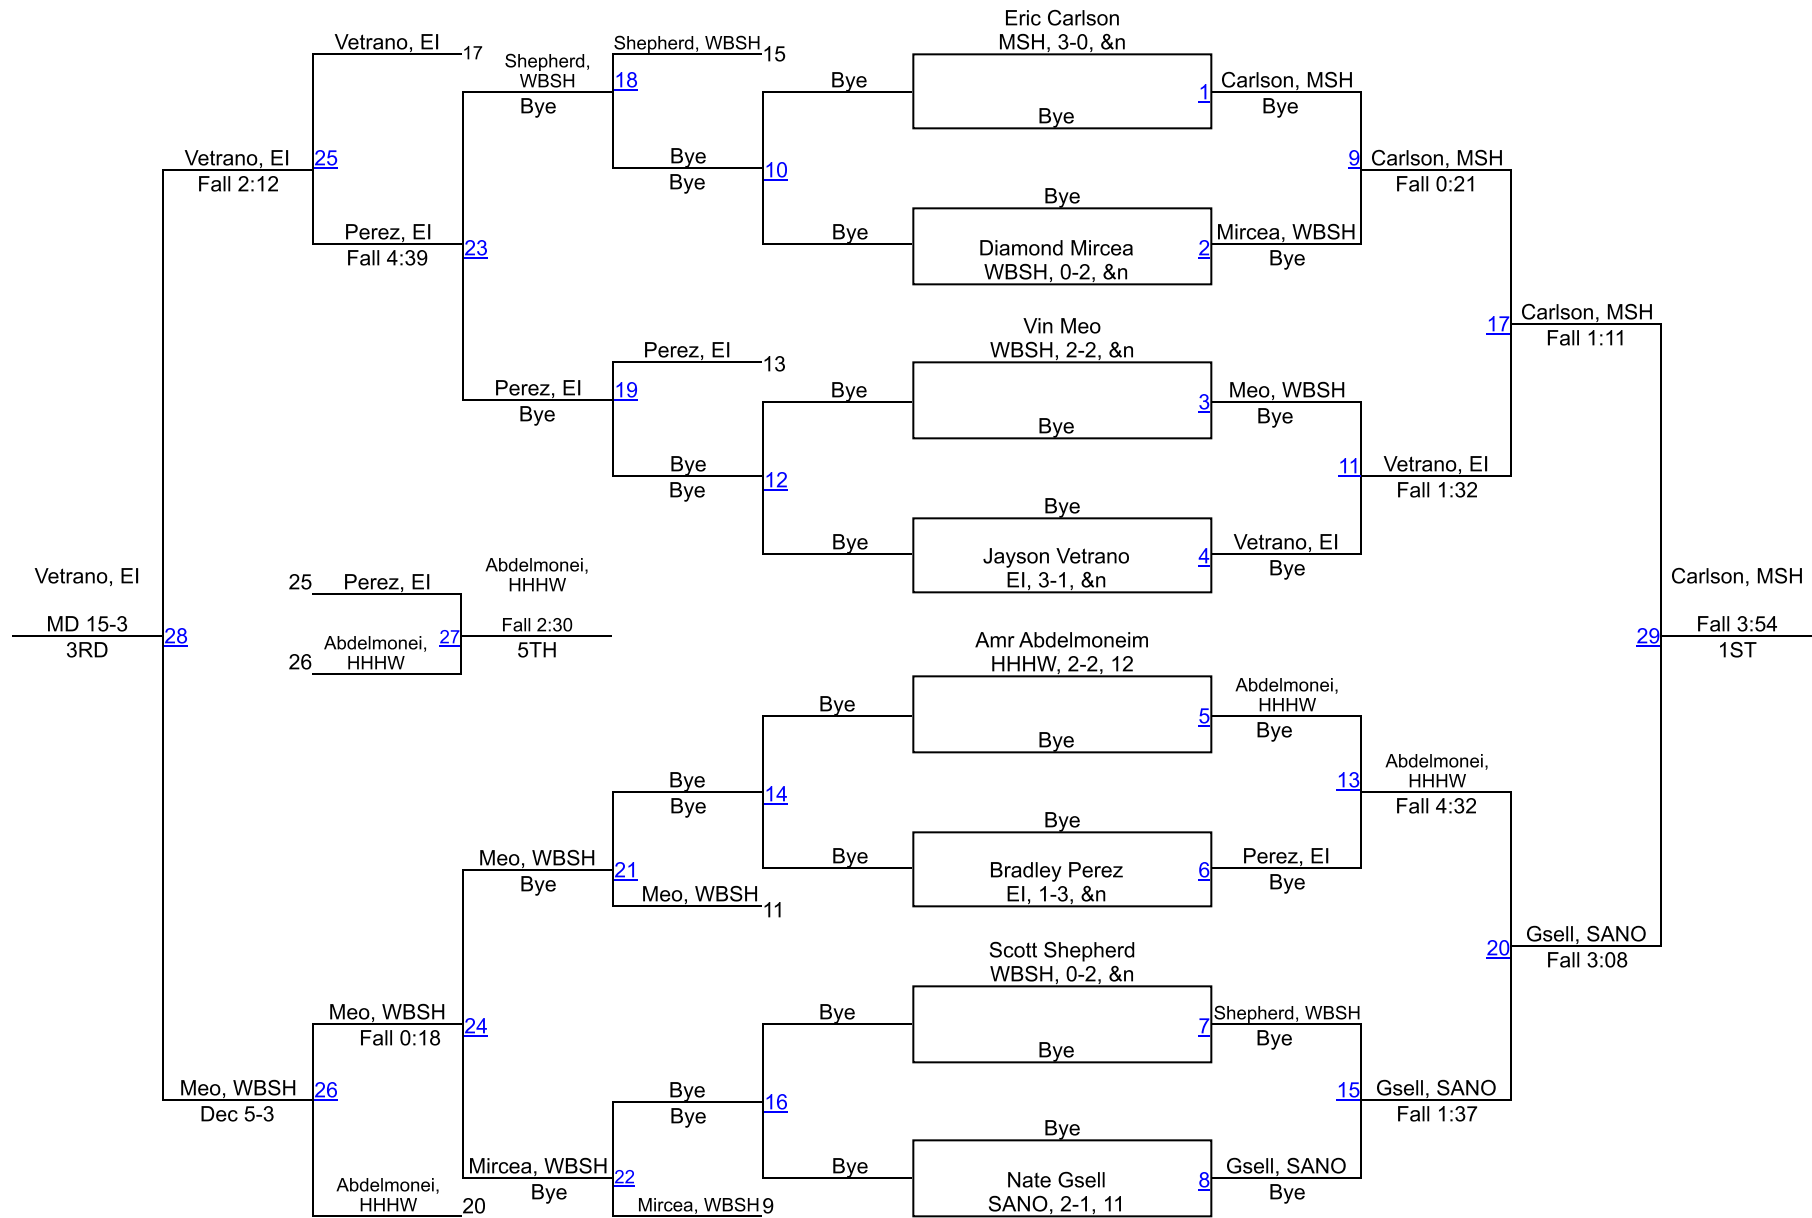 Eric Carlson
Vetrano, EI
17
Shepherd, WBSH
15
MSH, 3-0, &n
Shepherd,
WBSH
18
Bye
Carlson, MSH
1
Bye
Bye
Bye
Vetrano, EI
25
Bye
10
9
Carlson, MSH
Fall 2:12
Bye
Fall 0:21
Bye
Perez, EI
23
Bye
Mircea, WBSH
Fall 4:39
Diamond Mircea
2
Bye
WBSH, 0-2, &n
Vin Meo
17
Carlson, MSH
Perez, EI
13
WBSH, 2-2, &n
Fall 1:11
Perez, EI
19
Bye
3
Meo, WBSH
Bye
Bye
Bye
Bye
12
11
Vetrano, EI
Bye
Fall 1:32
Bye
Bye
Vetrano, EI
Jayson Vetrano
4
Bye
EI, 3-1, &n
Vetrano, EI
25
Perez, EI
Abdelmonei,
HHHW
Carlson, MSH
MD 15-3
28
Abdelmonei,
HHHW
27
Fall 2:30
29
Fall 3:54
3RD
26
5TH
1ST
Amr Abdelmoneim
HHHW, 2-2, 12
Bye
5
Abdelmonei,
HHHW
Bye
Bye
Bye
14
13
Abdelmonei,
HHHW
Bye
Fall 4:32
Bye
Meo, WBSH
21
Bye
Perez, EI
Bye
Bradley Perez
6
Bye
Meo, WBSH
11
EI, 1-3, &n
Scott Shepherd
20
Gsell, SANO
WBSH, 0-2, &n
Fall 3:08
Meo, WBSH
24
Bye
7
Shepherd, WBSH
Fall 0:18
Bye
Bye
Meo, WBSH
26
Bye
16
15
Gsell, SANO
Dec 5-3
Bye
Fall 1:37
Bye
Mircea, WBSH
22
Bye
Gsell, SANO
Bye
Nate Gsell
8
Bye
Abdelmonei,
HHHW
20
Mircea, WBSH
9
SANO, 2-1, 11